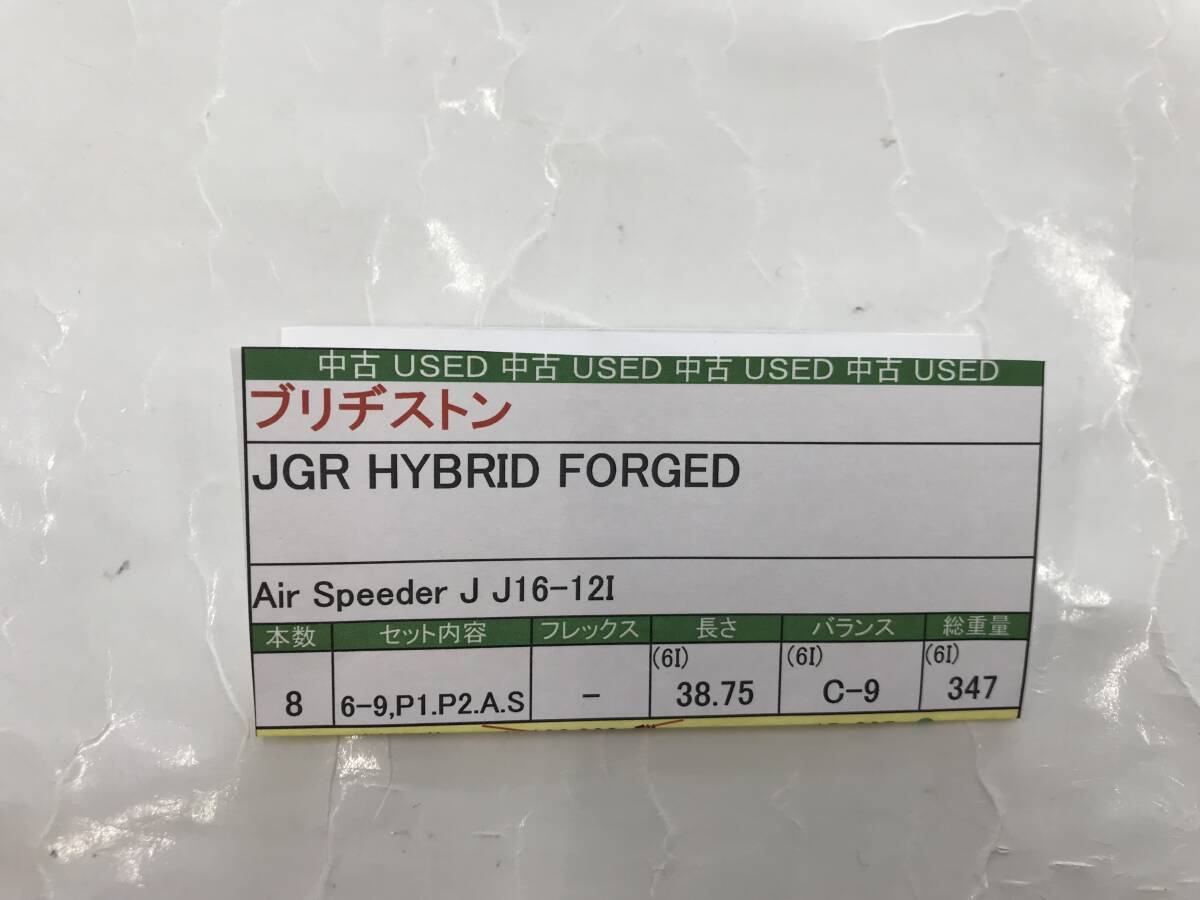 中古 USED 中古 USED 中古 USED 中古 USED
ブリヂストン
JGR HYBRID FORGED
Air Speeder J J16-12I
本数 セット内容 フレックス 長さ バランス 総重量
(6I) (6I) (6I)
8 6-9,P1.P2.A.S - 38.75 C-9 347